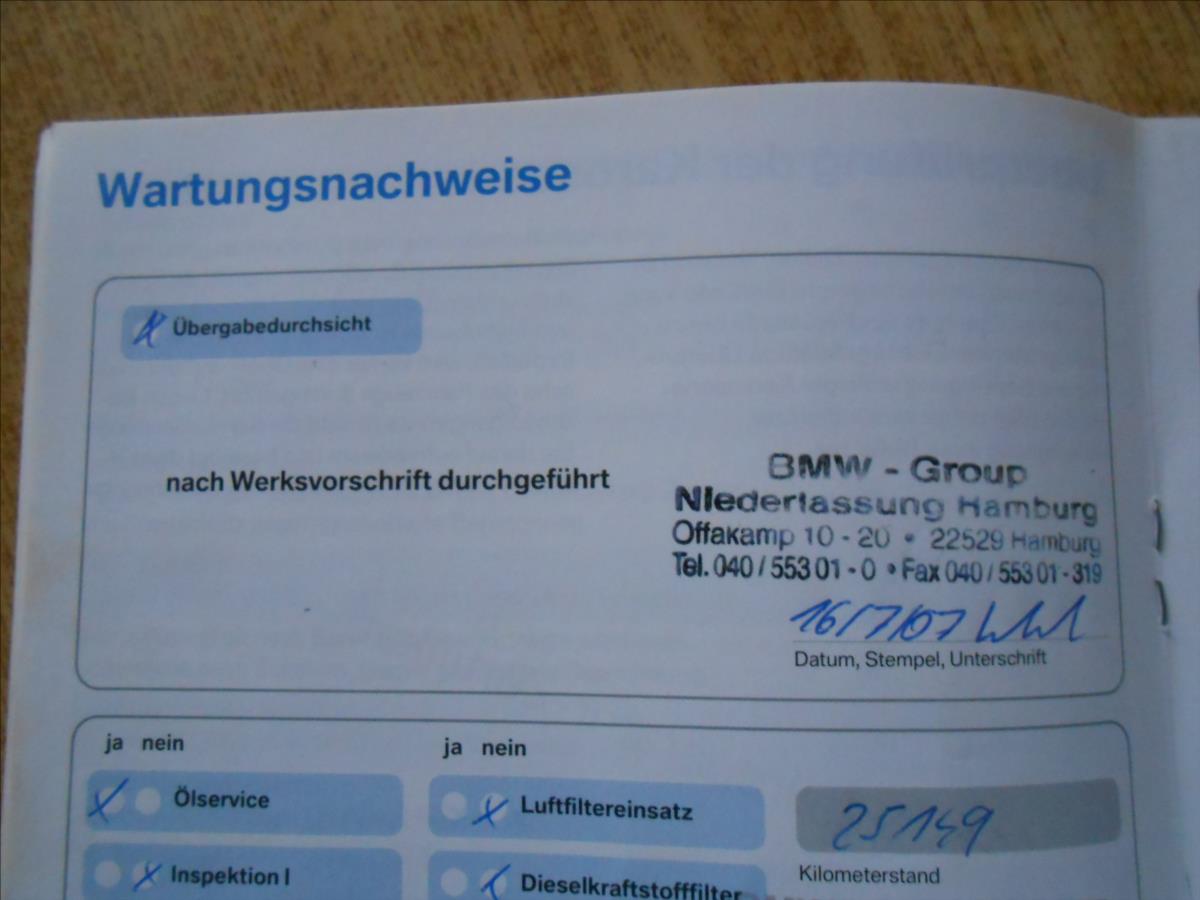 Wartungsnachweise
Übergabedurchsicht
nach Werksvorschrift durchgeführt
BMW - Group
Niederlassung Hamburg
Offakamp 10 - 20 • 22529 Hamburg
Tel. 040 / 553 01 - 0 • Fax 040 / 553 01 - 319
16/7/07
Datum, Stempel, Unterschrift
ja nein
ja nein
Ölservice
Luftfiltereinsatz
25149
Inspektion I
Dieselkraftstofffilter
Kilometerstand